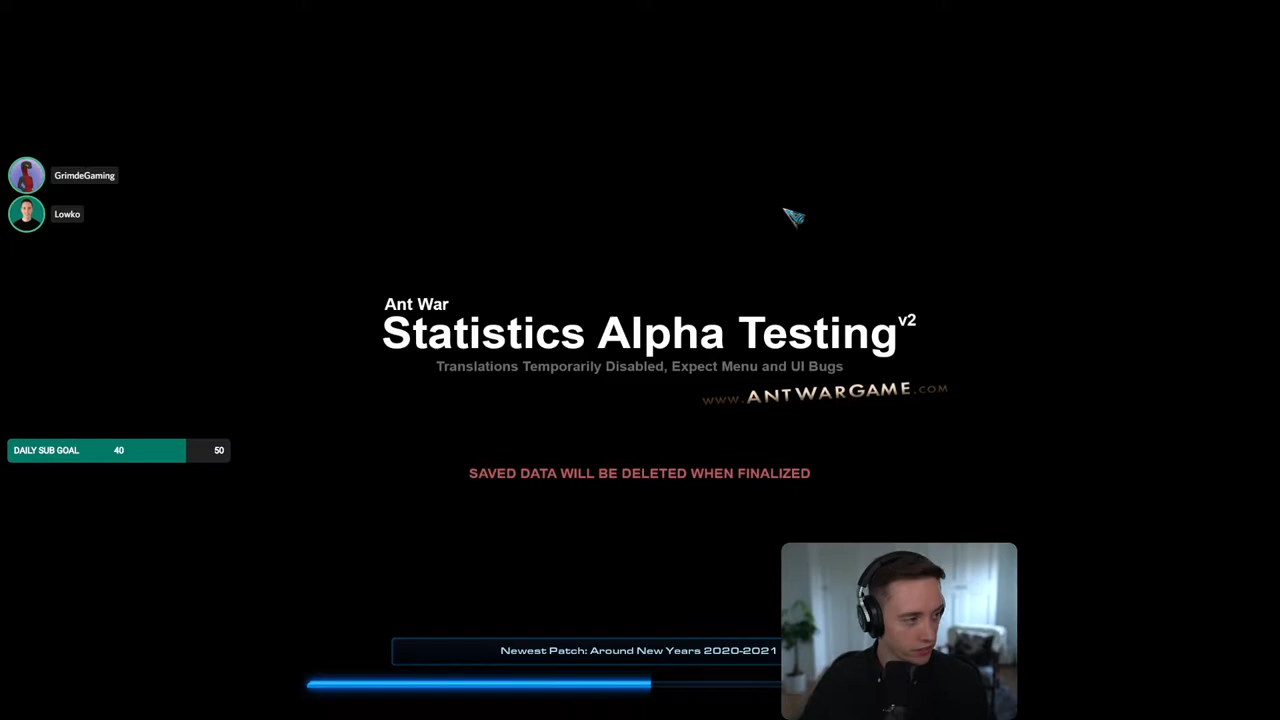 GrimdeGaming
Lowko
Ant War
Statistics Alpha Testing v2
Translations Temporarily Disabled, Expect Menu and UI Bugs
WWW.ANTWARGAME.COM
DAILY SUB GOAL 40 50
SAVED DATA WILL BE DELETED WHEN FINALIZED
Newest Patch: Around New Years 2020-2021